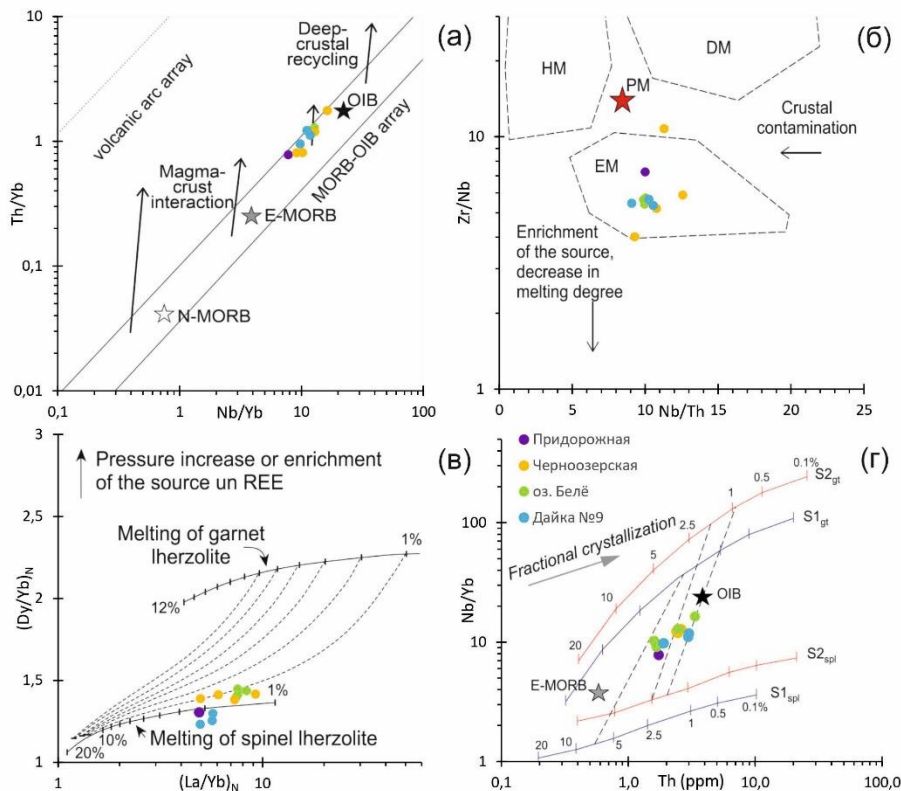 10
(а)
Deep-
crustal
recycling
OIB
volcanic arc array
1
MORB-OIB array
Magma-
crust
interaction
E-MORB
Th/Yb
0,1
N-MORB
0,01
0,1
1
10
100
Nb/Yb
(б)
HM
DM
PM
10
Crustal
contamination
EM
Zr/Nb
Enrichment
of the source,
decrease in
melting degree
1
0
5
10
15
20
25
Nb/Th
3
(в)
Pressure increase or enrichment
of the source un REE
2,5
Melting of garnet
lherzolite
1%
12%
(Dy/Yb)N
2
1,5
1%
10%
20%
Melting of spinel lherzolite
1
1
10
(La/Yb)N
(г)
Придорожная
Черноозерская
оз. Белё
Дайка №9
0.1%
0.5
1
S2gt
2.5
S1gt
5
100
Fractional crystallization
10
20
OIB
Nb/Yb
10
E-MORB
S2spl
S1spl
20
10
5
2.5
1
0.5
0.1%
1
0,1
1,0
10,0
100,0
Th (ppm)